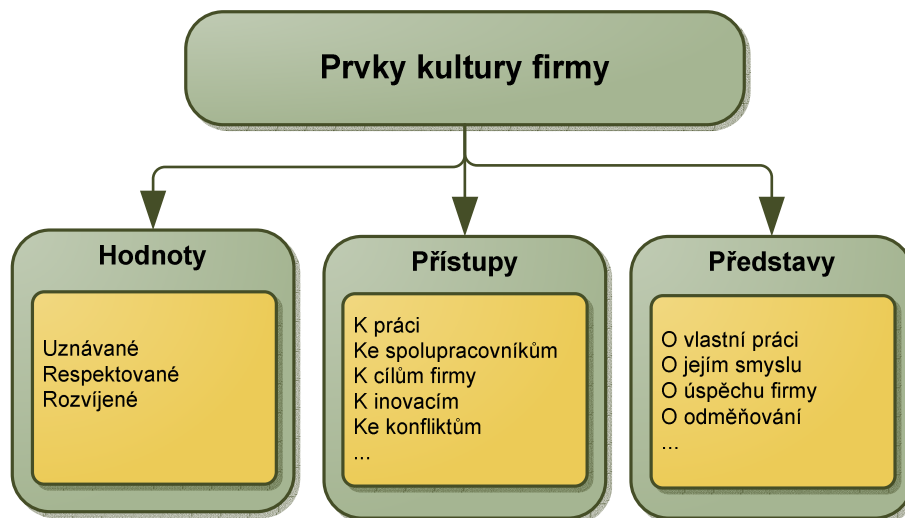 Prvky kultury firmy
Hodnoty
Uznávané
Respektované
Rozvíjené
Přístupy
K práci
Ke spolupracovníkům
K cílům firmy
K inovacím
Ke konfliktům
...
Představy
O vlastní práci
O jejím smyslu
O úspěchu firmy
O odměňování
...